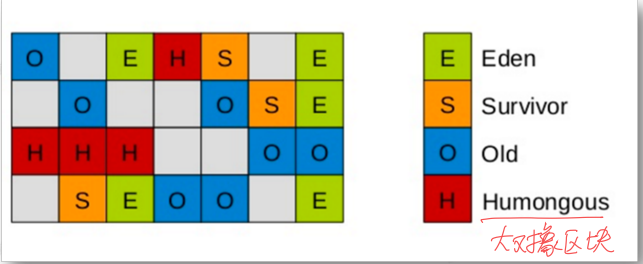 O E H S E
O O S E
H H H O O
S E O O E
E Eden
S Survivor
O Old
H Humongous
大对象区块